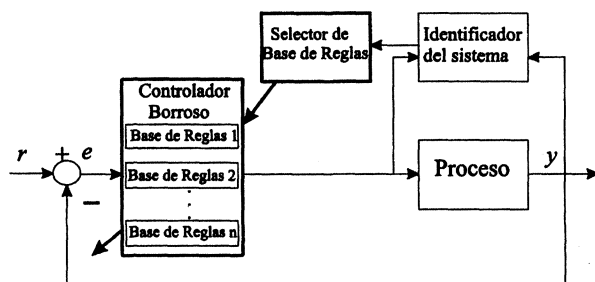 Selector de
Base de Reglas
Identificador
del sistema
Controlador
Borroso
Base de Reglas 1
r
+
e
Base de Reglas 2
Proceso
y
−
Base de Reglas n